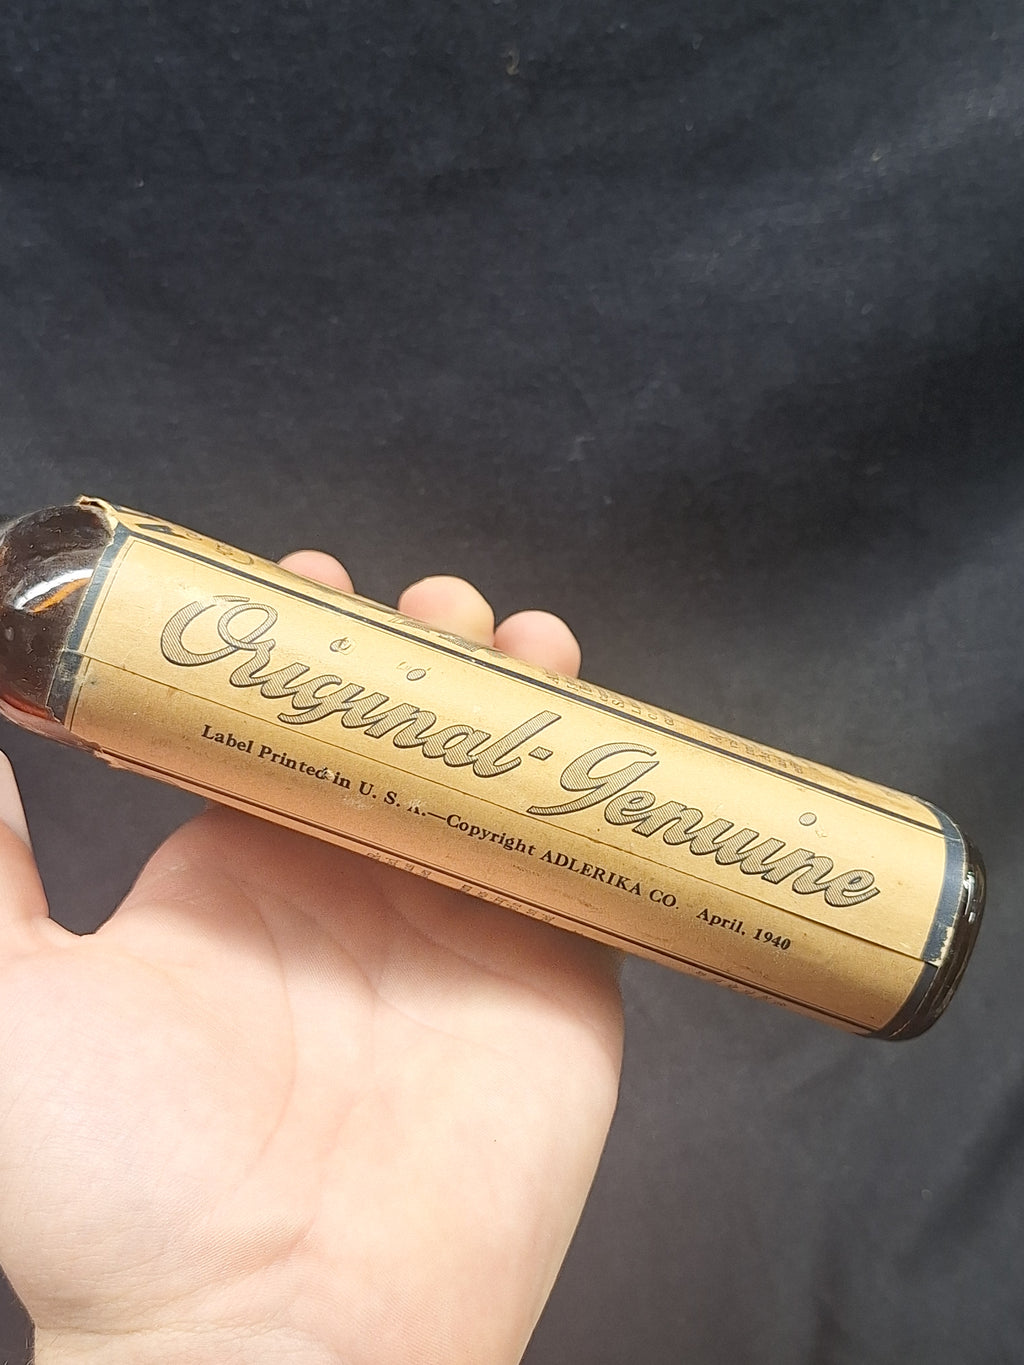 Original-Genuine
Label Printed in U. S. A.—Copyright ADLERIKA CO. April, 1940